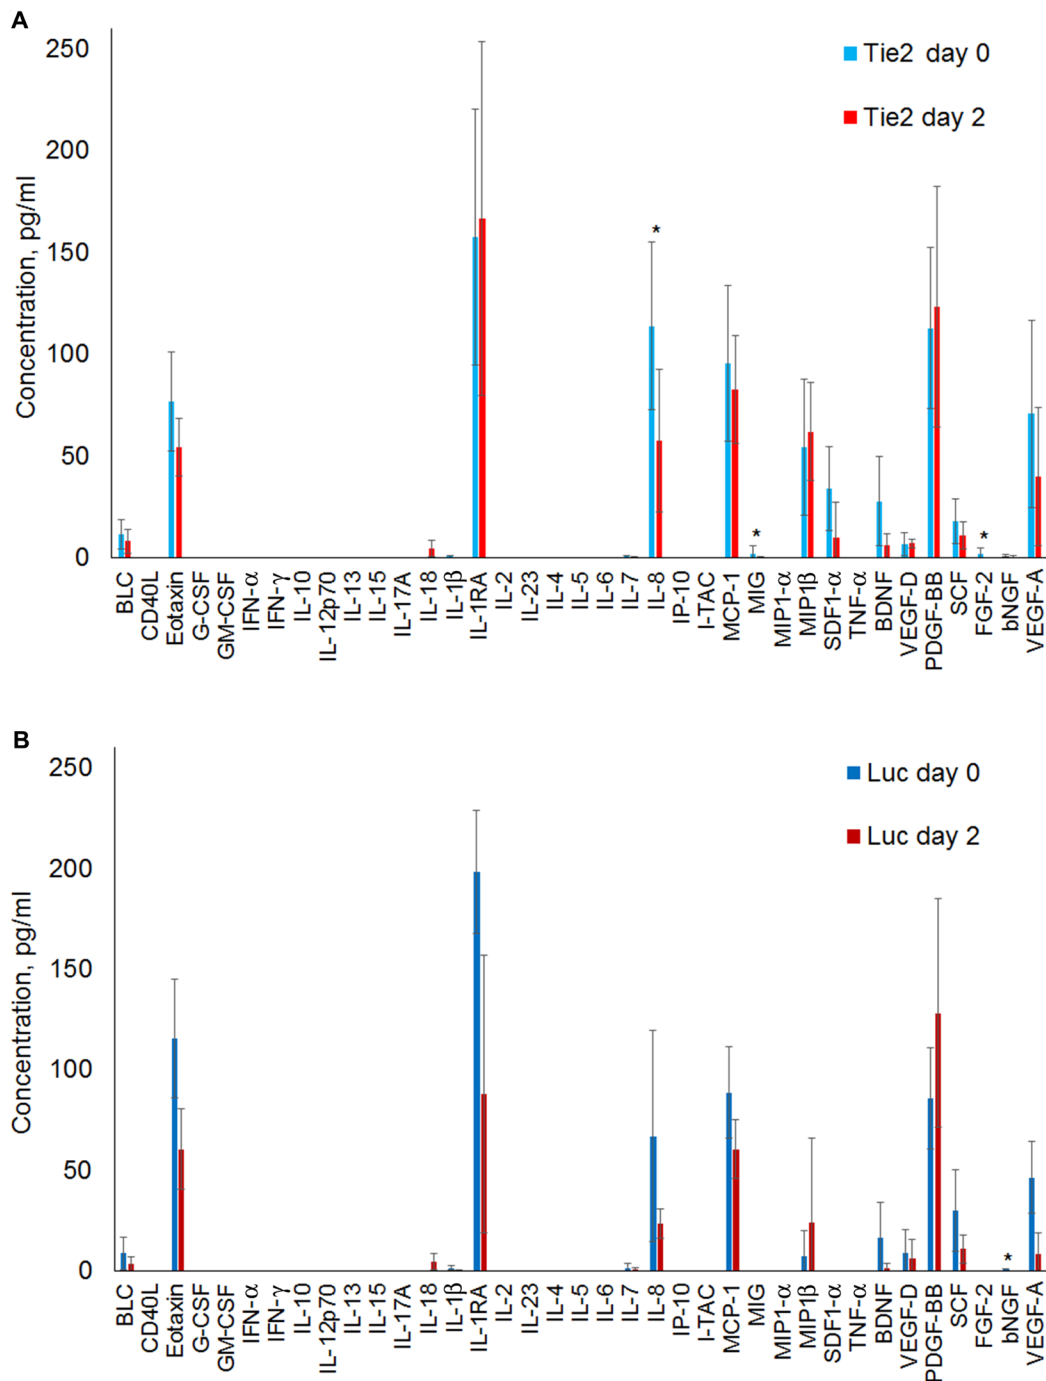 A
250
200
150
100
50
0
Concentration, pg/ml
Tie2 day 0
Tie2 day 2
*
*
*
BLC
CD40L
Eotaxin
G-CSF
GM-CSF
IFN-α
IFN-γ
IL-10
IL-12p70
IL-13
IL-15
IL-17A
IL-18
IL-1β
IL-1RA
IL-2
IL-23
IL-4
IL-5
IL-6
IL-7
IL-8
IP-10
I-TAC
MCP-1
MIG
MIP1-α
MIP1β
SDF1-α
TNF-α
BDNF
VEGF-D
PDGF-BB
SCF
FGF-2
bNGF
VEGF-A
B
250
200
150
100
50
0
Concentration, pg/ml
Luc day 0
Luc day 2
*
BLC
CD40L
Eotaxin
G-CSF
GM-CSF
IFN-α
IFN-γ
IL-10
IL-12p70
IL-13
IL-15
IL-17A
IL-18
IL-1β
IL-1RA
IL-2
IL-23
IL-4
IL-5
IL-6
IL-7
IL-8
IP-10
I-TAC
MCP-1
MIG
MIP1-α
MIP1β
SDF1-α
TNF-α
BDNF
VEGF-D
PDGF-BB
SCF
FGF-2
bNGF
VEGF-A